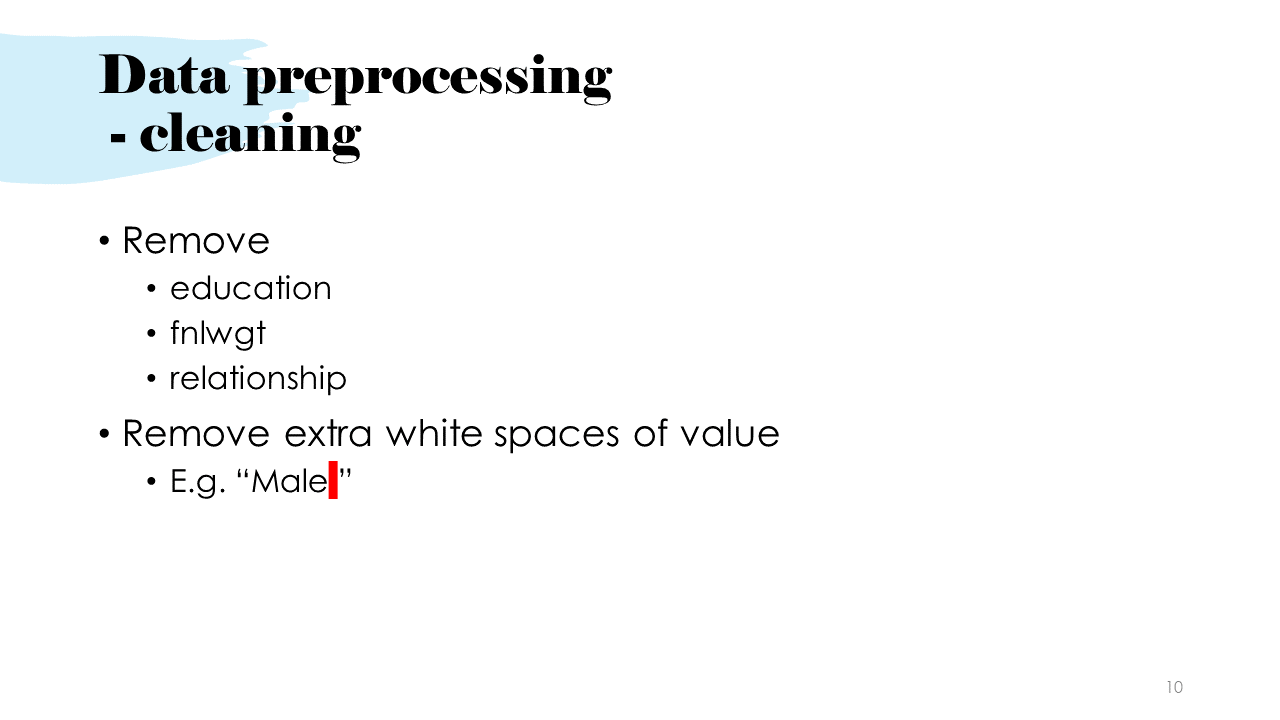 Data preprocessing
- cleaning
• Remove
• education
• fnlwgt
• relationship
• Remove extra white spaces of value
• E.g. “Male ”
10